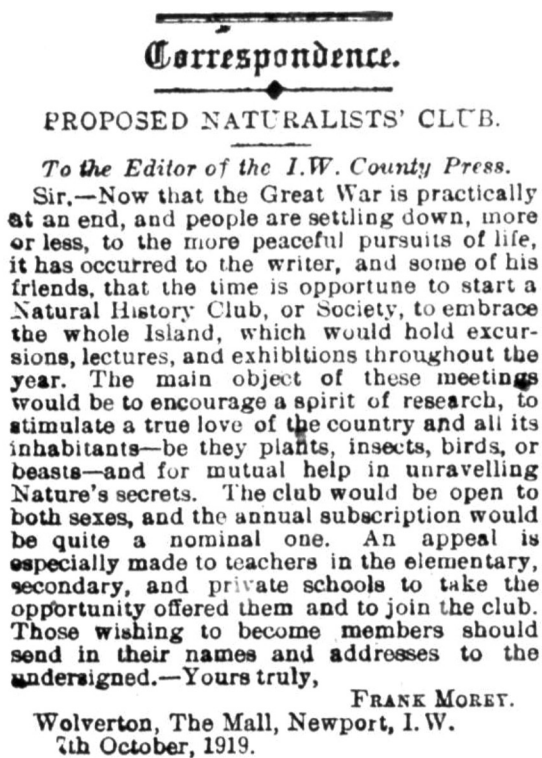 Correspondence.
PROPOSED NATURALISTS' CLUB.
To the Editor of the I.W. County Press.
Sir,—Now that the Great War is practically
at an end, and people are settling down, more
or less, to the more peaceful pursuits of life,
it has occurred to the writer, and some of his
friends, that the time is opportune to start a
Natural History Club, or Society, to embrace
the whole Island, which would hold excur-
sions, lectures, and exhibitions throughout the
year. The main object of these meetings
would be to encourage a spirit of research, to
stimulate a true love of the country and all its
inhabitants—be they plants, insects, birds, or
beasts—and for mutual help in unravelling
Nature's secrets. The club would be open to
both sexes, and the annual subscription would
be quite a nominal one. An appeal is
especially made to teachers in the elementary,
secondary, and private schools to take the
opportunity offered them and to join the club.
Those wishing to become members should
send in their names and addresses to the
undersigned.—Yours truly,
FRANK MOREY.
Wolverton, The Mall, Newport, I.W.
7th October, 1919.